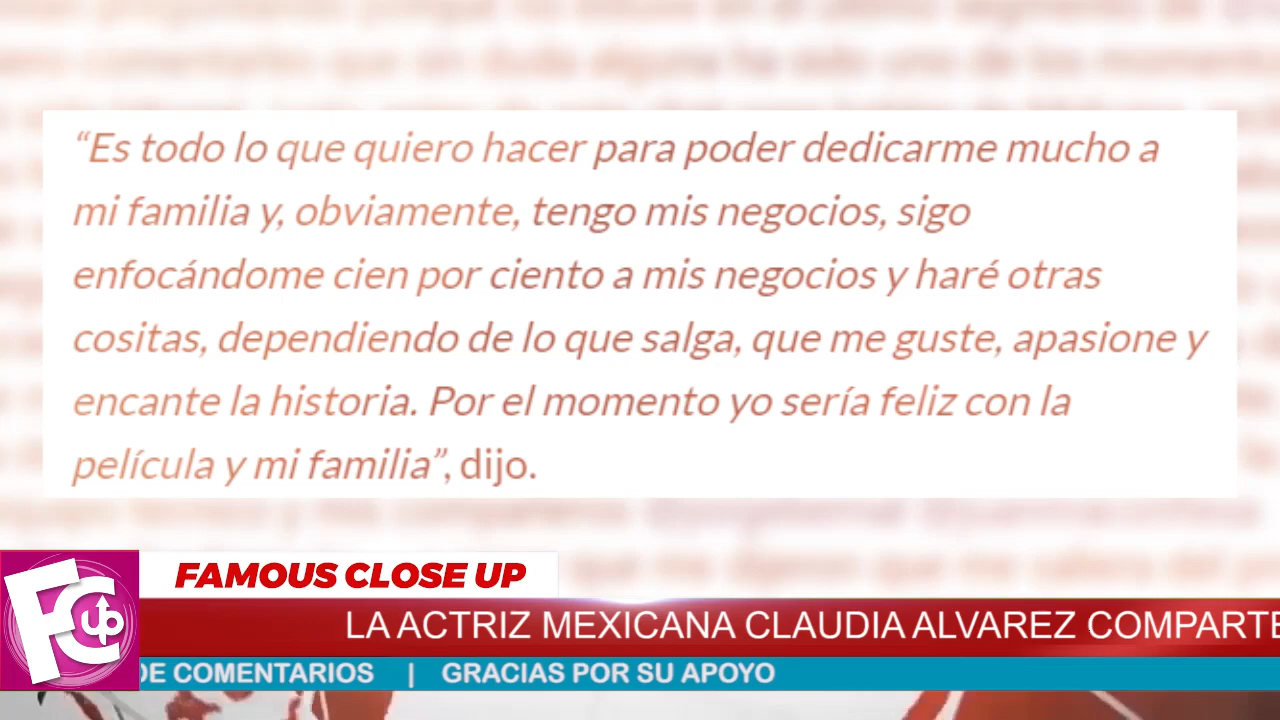 “Es todo lo que quiero hacer para poder dedicarme mucho a
mi familia y, obviamente, tengo mis negocios, sigo
enfocándome cien por ciento a mis negocios y haré otras
cositas, dependiendo de lo que salga, que me guste, apasione y
encante la historia. Por el momento yo sería feliz con la
película y mi familia”, dijo.
FAMOUS CLOSE UP
FC up
LA ACTRIZ MEXICANA CLAUDIA ALVAREZ COMPARTE
DE COMENTARIOS | GRACIAS POR SU APOYO